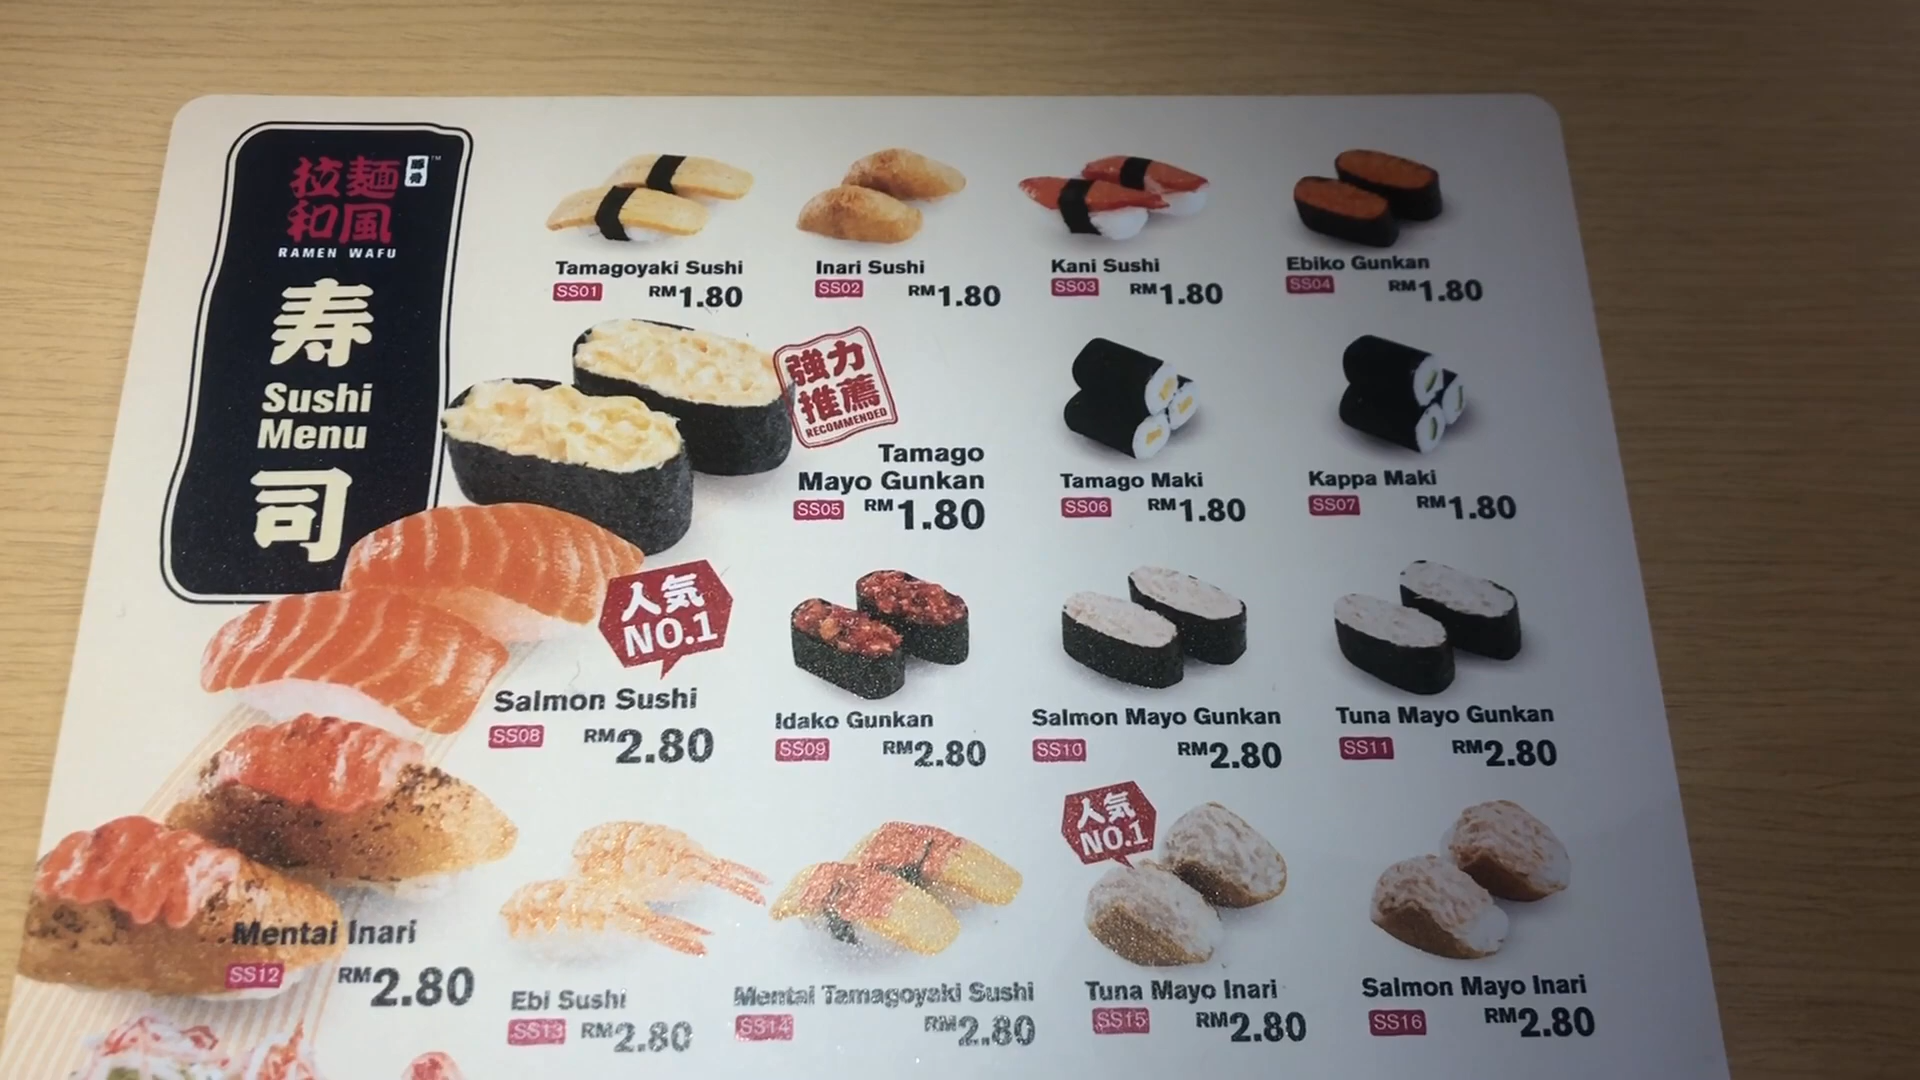 拉麵
和風
豚骨
™
RAMEN WAFU
寿
Sushi
Menu
司
Tamagoyaki Sushi
SS01 RM1.80
Inari Sushi
SS02 RM1.80
Kani Sushi
SS03 RM1.80
Ebiko Gunkan
SS04 RM1.80
強力
推薦
RECOMMENDED
Tamago
Mayo Gunkan
SS05 RM1.80
Tamago Maki
SS06 RM1.80
Kappa Maki
SS07 RM1.80
人気
NO.1
Salmon Sushi
SS08 RM2.80
Idako Gunkan
SS09 RM2.80
Salmon Mayo Gunkan
SS10 RM2.80
Tuna Mayo Gunkan
SS11 RM2.80
Mentai Inari
SS12 RM2.80
Ebi Sushi
SS13 RM2.80
Mentai Tamagoyaki Sushi
SS14 RM2.80
人気
NO.1
Tuna Mayo Inari
SS15 RM2.80
Salmon Mayo Inari
SS16 RM2.80